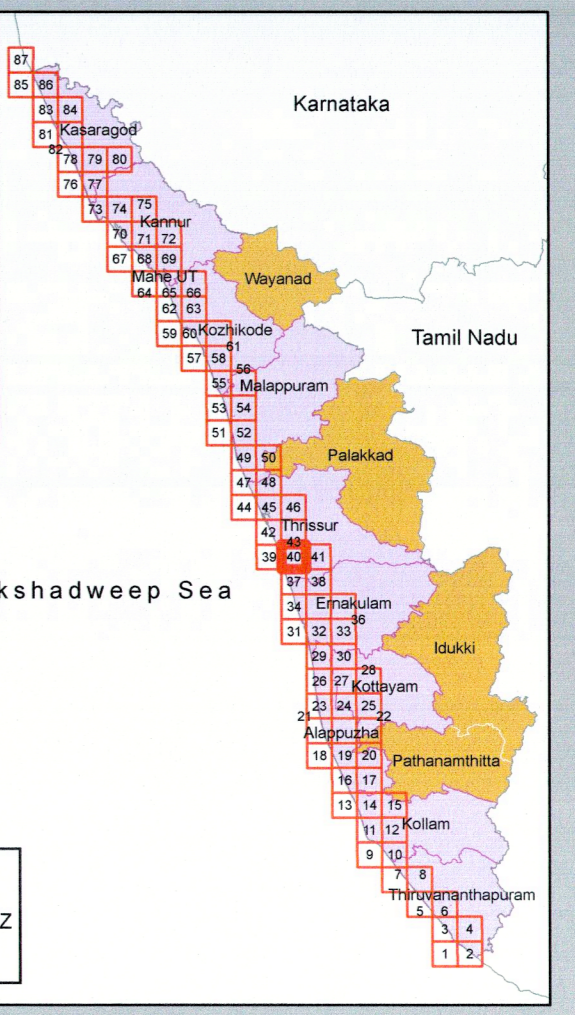 87
85 86
Karnataka
83 84
81 Kasaragod
82
78 79 80
76 77
75
73 74
Kannur
70 71 72
67 68 69
Mahe UT
Wayanad
64 65 66
62 63
59 60 Kozhikode
Tamil Nadu
61
57 58
56
55 Malappuram
53 54
51 52
49 50 Palakkad
47 48
44 45 46
Thrissur
42
43
39 40 41
37 38
kshadweep Sea
34 Ernakulam
36
31 32 33
Idukki
29 30
28
26 27 Kottayam
23 24 25
21 22
Alappuzha
18 19 20 Pathanamthitta
16 17
13 14 15
11 12 Kollam
9 10
7 8
Thiruvananthapuram
5 6
Z
3 4
1 2